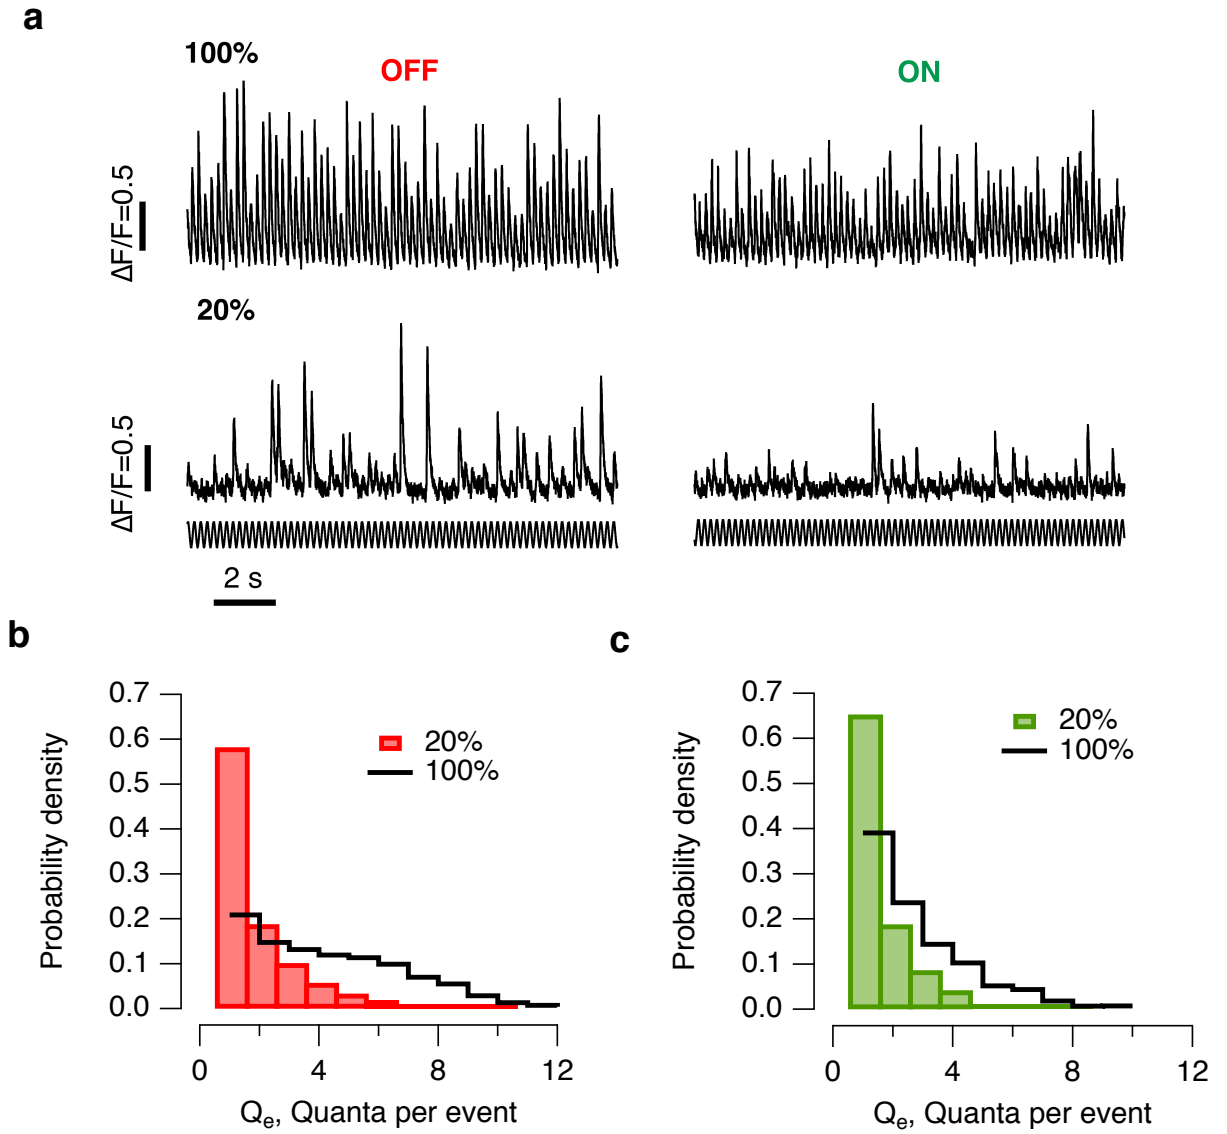 a
100%
OFF
ON
ΔF/F=0.5
20%
ΔF/F=0.5
2 s
b
c
0.7
0.6
0.5
0.4
0.3
0.2
0.1
0.0
Probability density
20%
100%
0 4 8 12
Qe, Quanta per event
0.7
0.6
0.5
0.4
0.3
0.2
0.1
0.0
Probability density
20%
100%
0 4 8 12
Qe, Quanta per event